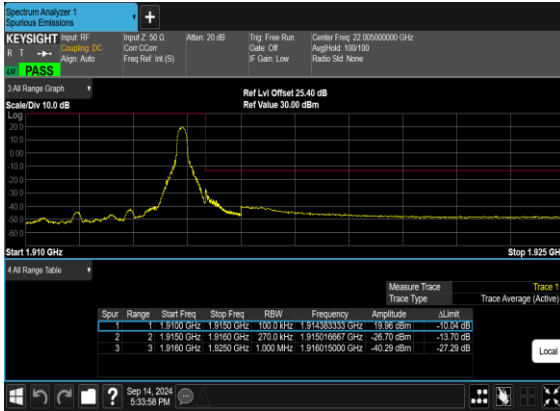 Spectrum Analyzer 1
Spurious Emissions
+
KEYSIGHT Input: RF Input Z: 50 Ω Atten: 20 dB Trig: Free Run Center Freq: 22.005000000 GHz
R T Coupling: DC Corr CCorr Gate: Off Avg|Hold: 100/100
Align: Auto Freq Ref: Int (S) IF Gain: Low Radio Std: None
PASS
3 All Range Graph
Ref Lvl Offset 25.40 dB
Scale/Div 10.0 dB Ref Value 30.00 dBm
Log
20.0
10.0
0.00
-10.0
-20.0
-30.0
-40.0
-50.0
-60.0
Start 1.910 GHz Stop 1.925 GH
4 All Range Table
Measure Trace Trace 1
Trace Type Trace Average (Active)
Spur Range Start Freq Stop Freq RBW Frequency Amplitude ΔLimit
1 1 1.9100 GHz 1.9150 GHz 100.0 kHz 1.914383333 GHz 19.96 dBm -10.04 dB
2 2 1.9150 GHz 1.9160 GHz 270.0 kHz 1.915016667 GHz -26.70 dBm -13.70 dB
3 3 1.9160 GHz 1.9250 GHz 1.000 MHz 1.916015000 GHz -40.29 dBm -27.29 dB
Local
? Sep 14, 2024
5:33:58 PM